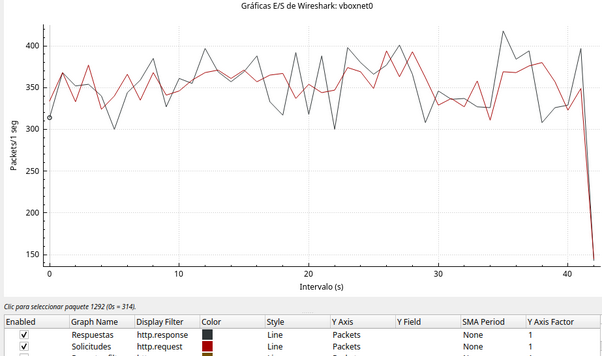 Gráficas E/S de Wireshark: vboxnet0
Packets/1 seg
400
350
300
250
200
150
0 10 20 30 40
Intervalo (s)
Clic para seleccionar paquete 1292 (0s = 314).
Enabled Graph Name Display Filter Color Style Y Axis Y Field SMA Period Y Axis Factor
Respuestas http.response Line Packets None 1
Solicitudes http.request Line Packets None 1